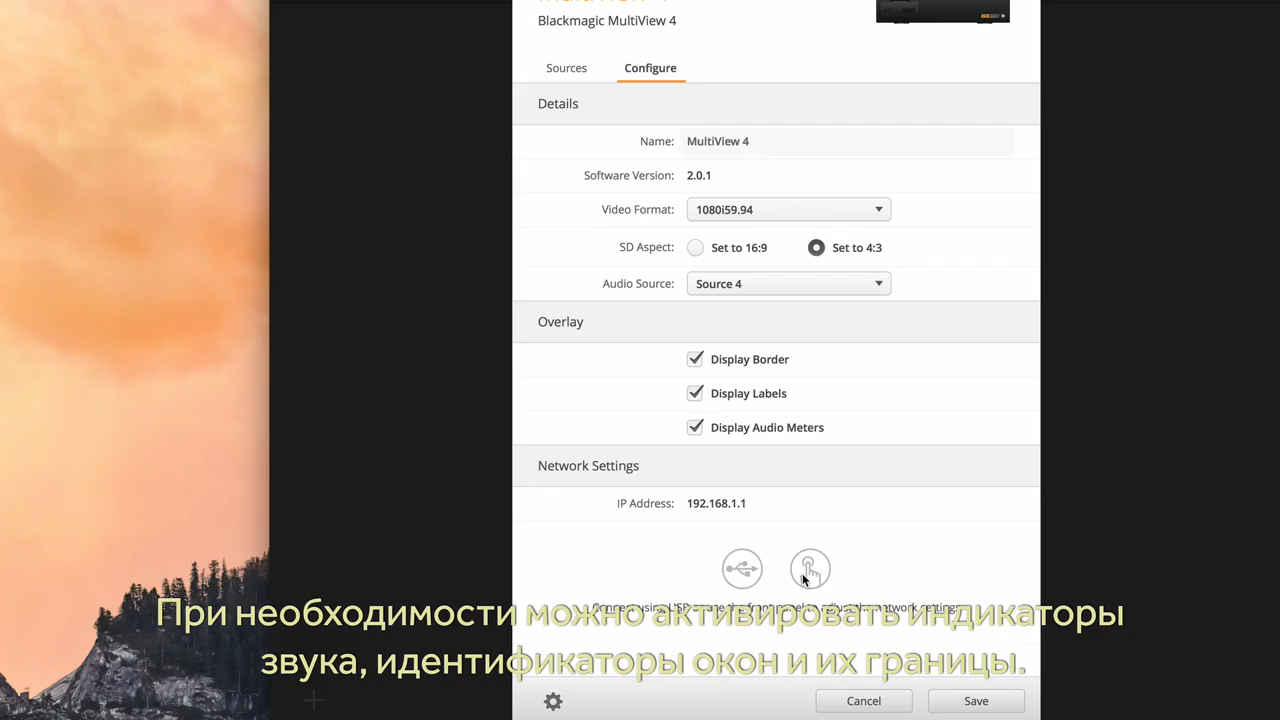 Blackmagic MultiView 4
Sources Configure
Details
Name: MultiView 4
Software Version: 2.0.1
Video Format: 1080i59.94
SD Aspect: Set to 16:9 Set to 4:3
Audio Source: Source 4
Overlay
Display Border
Display Labels
Display Audio Meters
Network Settings
IP Address: 192.168.1.1
При необходимости можно активировать индикаторы
звука, идентификаторы окон и их границы.
Cancel Save